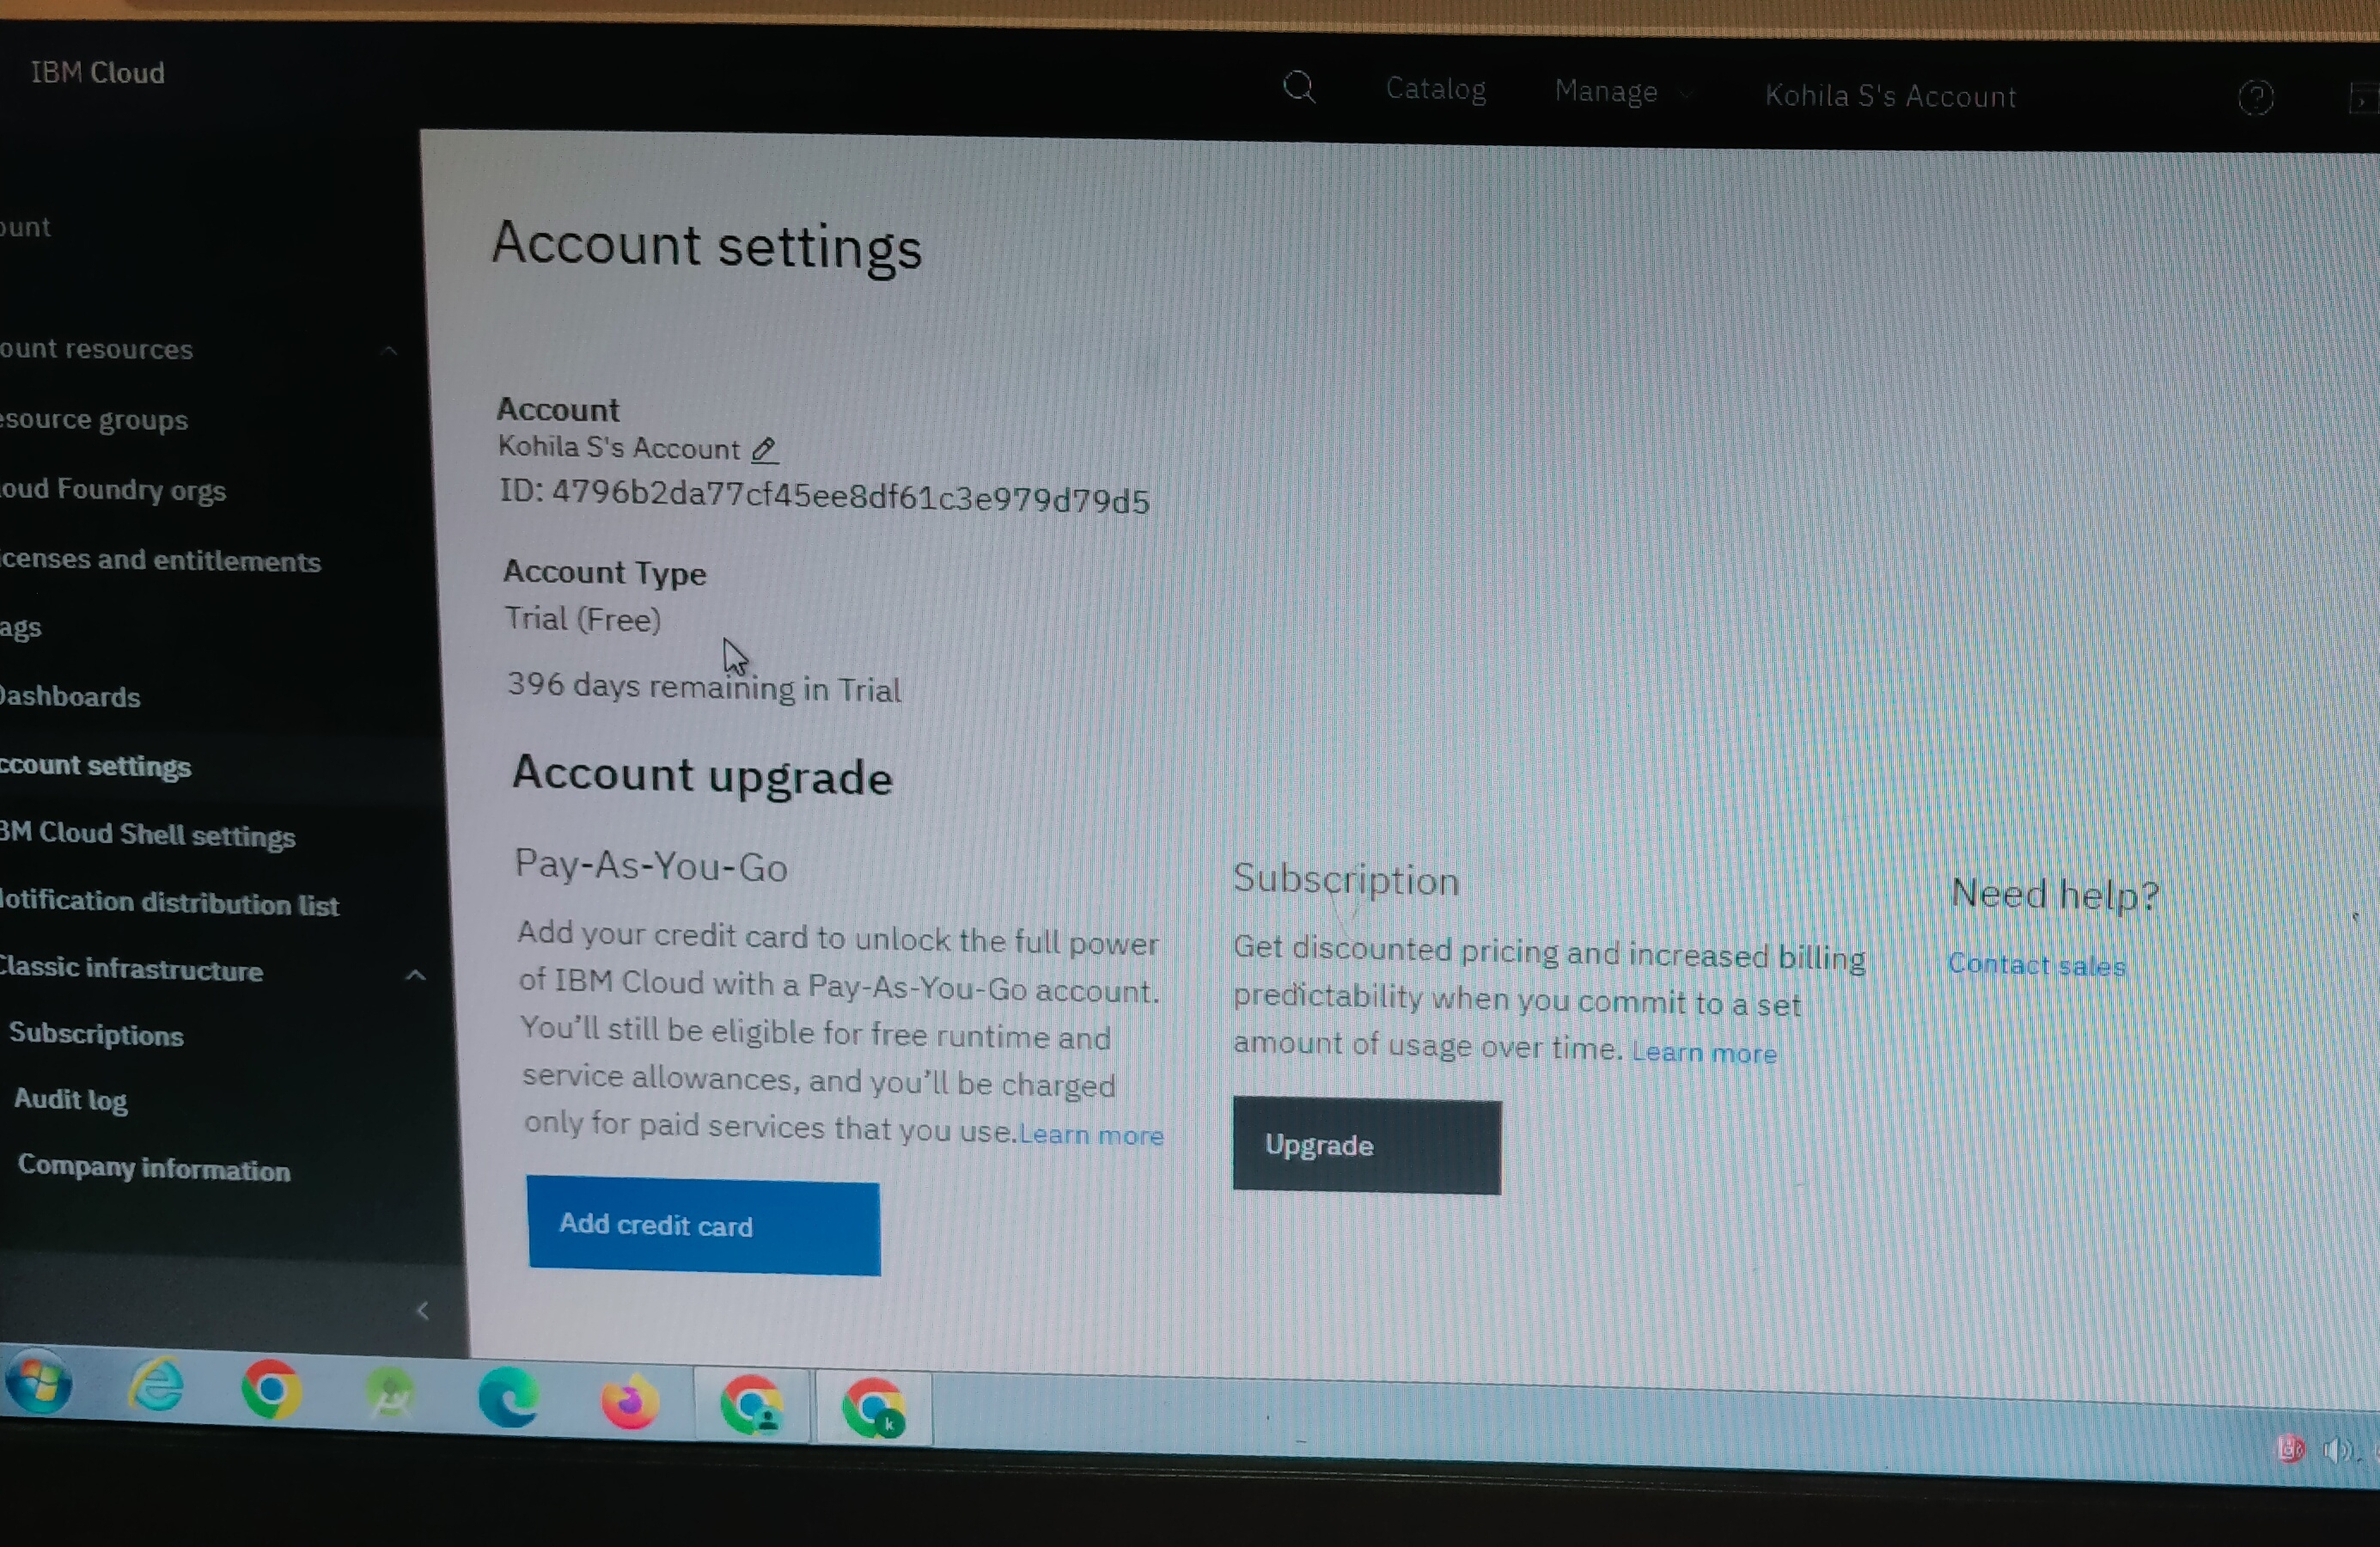 IBM Cloud
Catalog
Manage
Kohila S's Account
ount
ount resources
esource groups
oud Foundry orgs
icenses and entitlements
ags
Dashboards
ccount settings
BM Cloud Shell settings
Notification distribution list
Classic infrastructure
Subscriptions
Audit log
Company information
Account settings
Account
Kohila S's Account
ID: 4796b2da77cf45ee8df61c3e979d79d5
Account Type
Trial (Free)
396 days remaining in Trial
Account upgrade
Pay-As-You-Go
Add your credit card to unlock the full power
of IBM Cloud with a Pay-As-You-Go account.
You'll still be eligible for free runtime and
service allowances, and you'll be charged
only for paid services that you use.Learn more
Add credit card
Subscription
Get discounted pricing and increased billing
predictability when you commit to a set
amount of usage over time. Learn more
Upgrade
Need help?
Contact sales
k